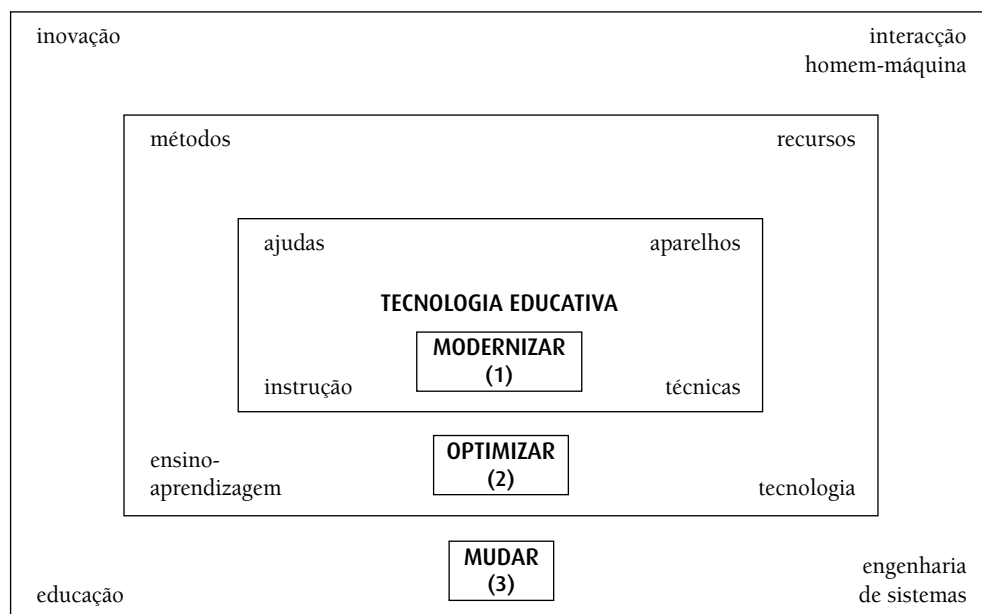 inovação
interacção
homem-máquina
métodos
recursos
ajudas
aparelhos
TECNOLOGIA EDUCATIVA
MODERNIZAR
(1)
instrução
técnicas
OPTIMIZAR
(2)
ensino-
aprendizagem
tecnologia
MUDAR
(3)
educação
engenharia
de sistemas